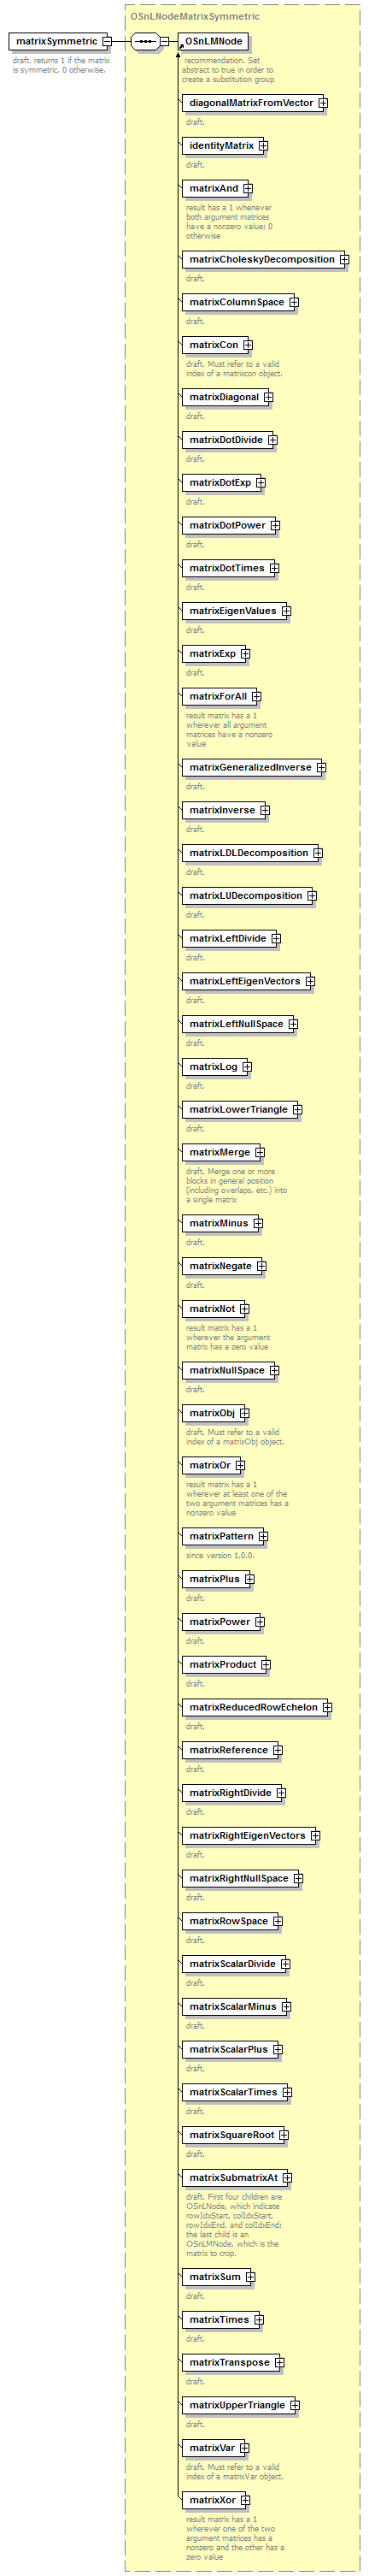 OSnLNodeMatrixSymmetric
matrixSymmetric
OSnLMNode
draft. returns 1 if the matrix
is symmetric, 0 otherwise.
recommendation. Set
abstract to true in order to
create a substitution group
diagonalMatrixFromVector
draft.
identityMatrix
draft.
matrixAnd
result has a 1 whenever
both argument matrices
have a nonzero value; 0
otherwise
matrixCholeskyDecomposition
draft.
matrixColumnSpace
draft.
matrixCon
draft. Must refer to a valid
index of a matrixcon object.
matrixDiagonal
draft.
matrixDotDivide
draft.
matrixDotExp
draft.
matrixDotPower
draft.
matrixDotTimes
draft.
matrixEigenValues
draft.
matrixExp
draft.
matrixForAll
result matrix has a 1
wherever all argument
matrices have a nonzero
value
matrixGeneralizedInverse
draft.
matrixInverse
draft.
matrixLDLDecomposition
draft.
matrixLUDecomposition
draft.
matrixLeftDivide
draft.
matrixLeftEigenVectors
draft.
matrixLeftNullSpace
draft.
matrixLog
draft.
matrixLowerTriangle
draft.
matrixMerge
draft. Merge one or more
blocks in general position
(including overlaps, etc.) into
a single matrix
matrixMinus
draft.
matrixNegate
draft.
matrixNot
result matrix has a 1
wherever the argument
matrix has a zero value
matrixNullSpace
draft.
matrixObj
draft. Must refer to a valid
index of a matrixObj object.
matrixOr
result matrix has a 1
wherever at least one of the
two argument matrices has a
nonzero value
matrixPattern
since version 1.0.0.
matrixPlus
draft.
matrixPower
draft.
matrixProduct
draft.
matrixReducedRowEchelon
draft.
matrixReference
draft.
matrixRightDivide
draft.
matrixRightEigenVectors
draft.
matrixRightNullSpace
draft.
matrixRowSpace
draft.
matrixScalarDivide
draft.
matrixScalarMinus
draft.
matrixScalarPlus
draft.
matrixScalarTimes
draft.
matrixSquareRoot
draft.
matrixSubmatrixAt
draft. First four children are
OSnLNode, which indicate
rowIdxStart, colIdxStart,
rowIdxEnd, and colIdxEnd;
the last child is an
OSnLMNode, which is the
matrix to crop.
matrixSum
draft.
matrixTimes
draft.
matrixTranspose
draft.
matrixUpperTriangle
draft.
matrixVar
draft. Must refer to a valid
index of a matrixVar object.
matrixXor
result matrix has a 1
wherever one of the two
argument matrices has a
nonzero and the other has a
zero value